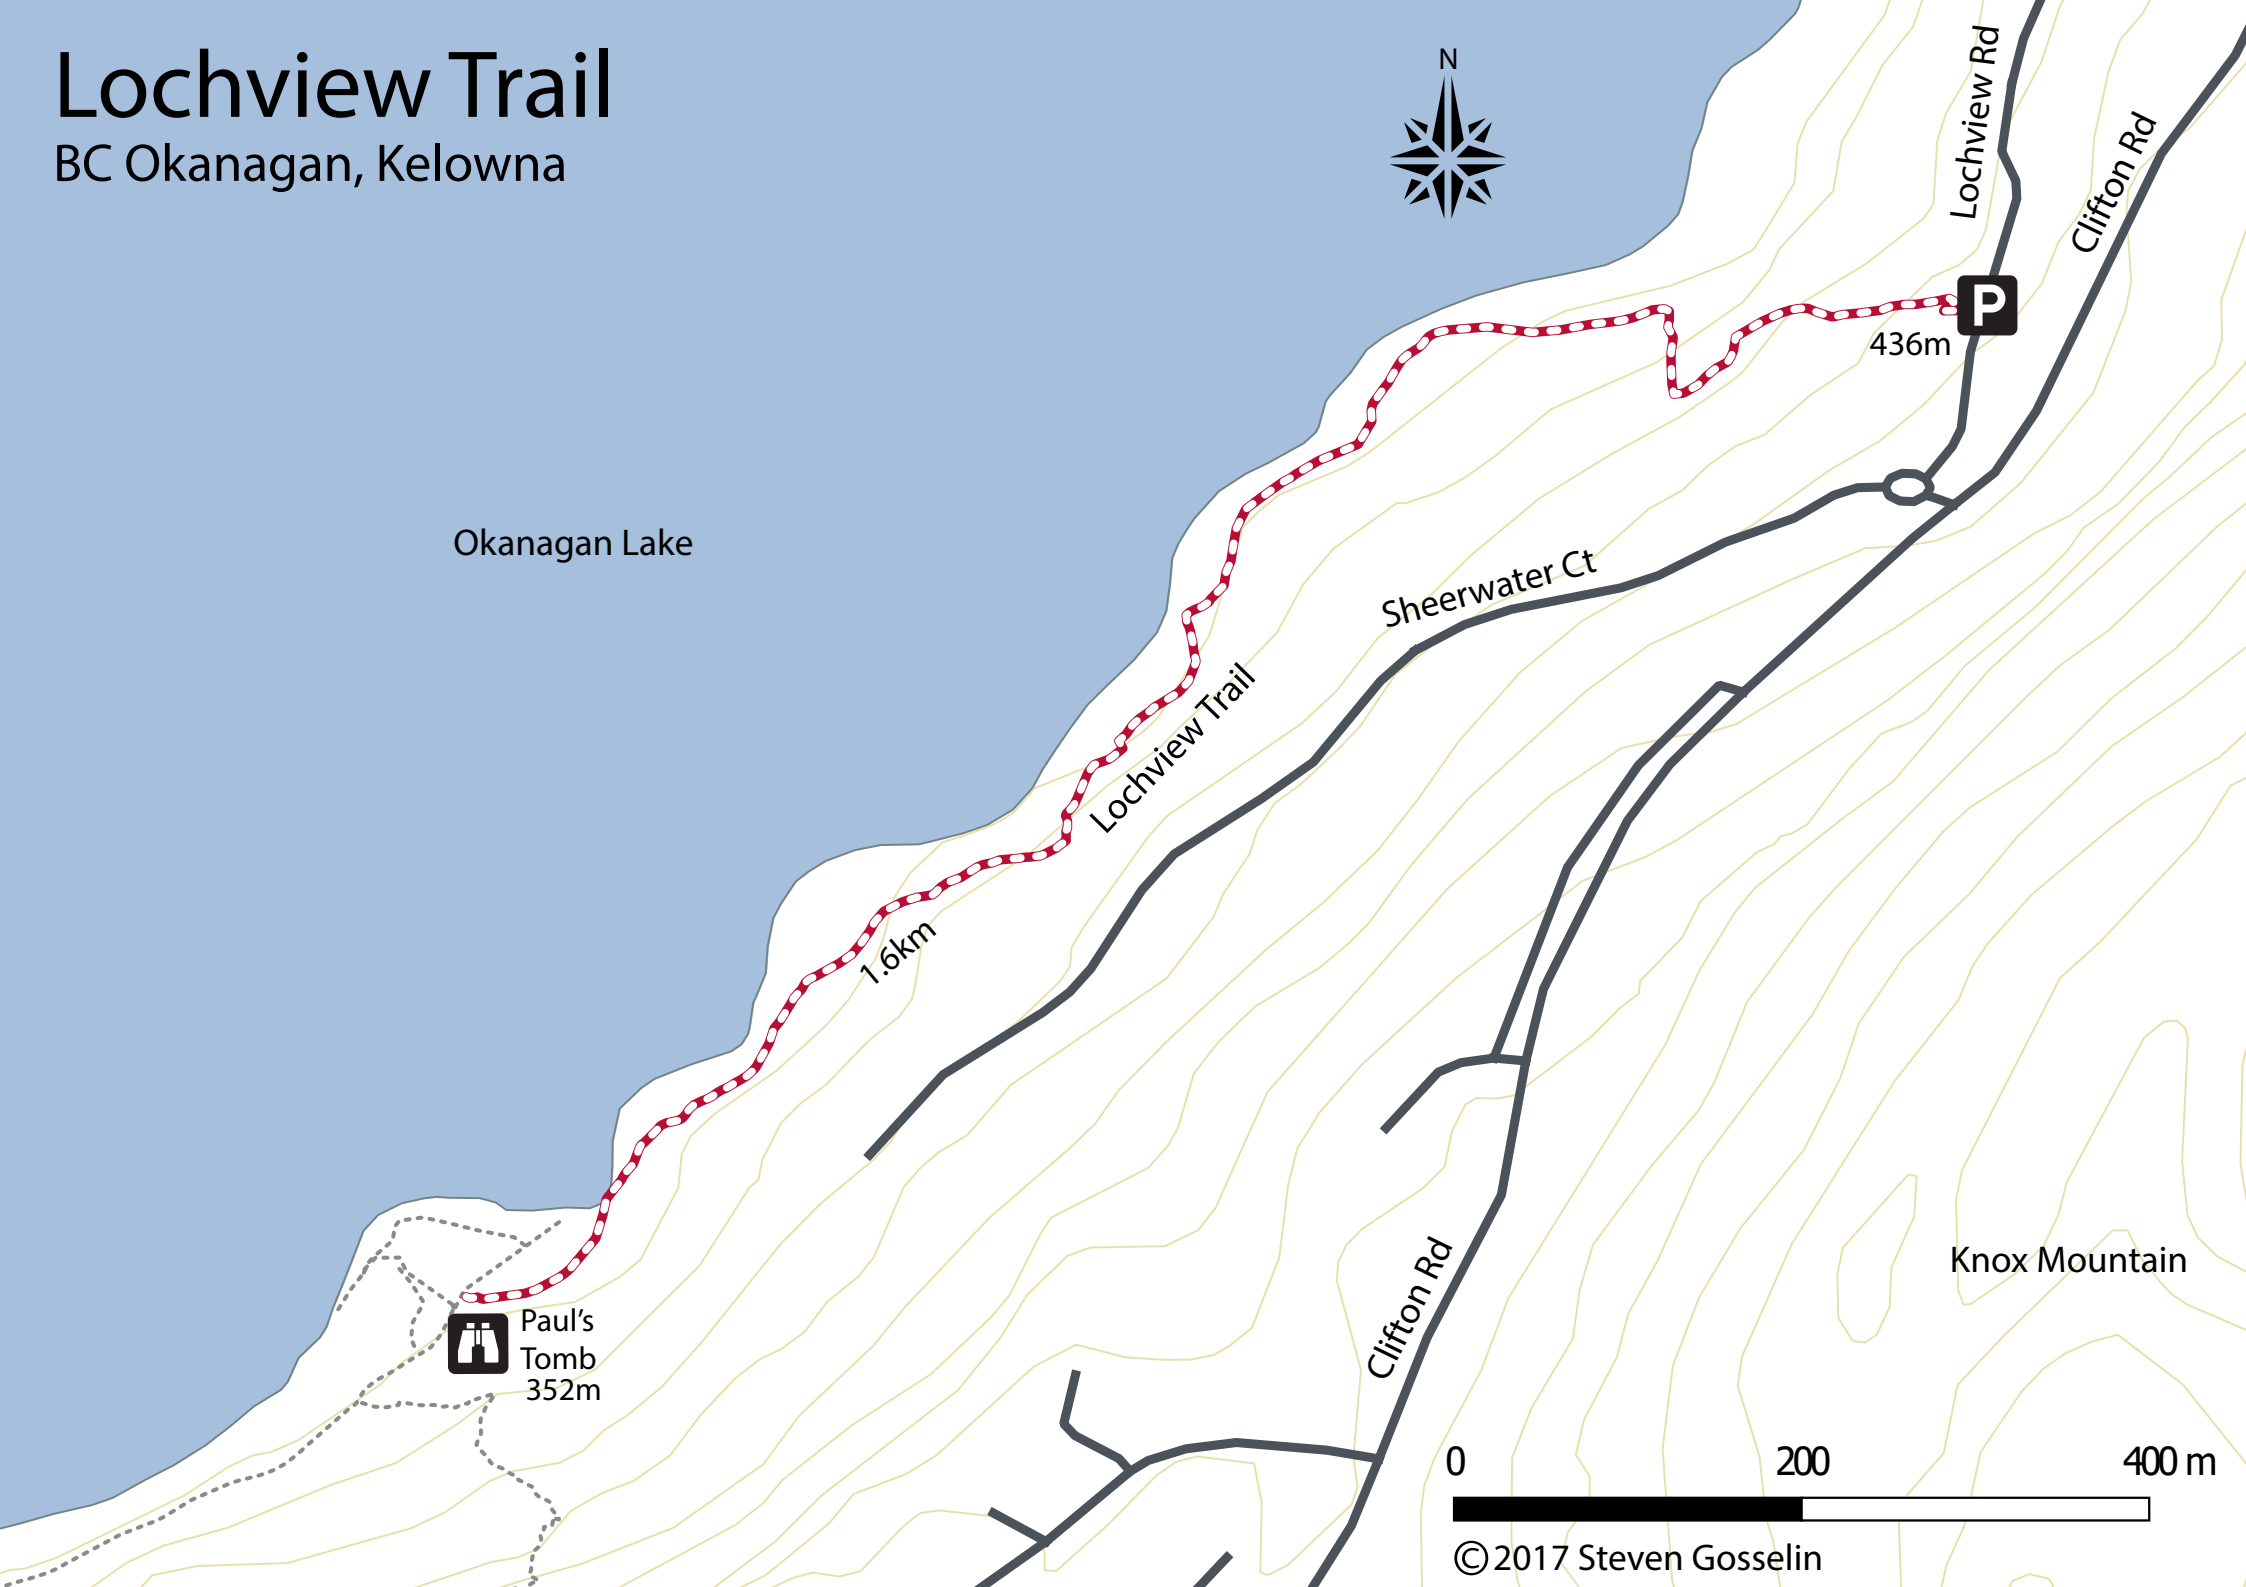 Lochview Trail
BC Okanagan, Kelowna
N
Lochview Rd
Clifton Rd
P
436m
Okanagan Lake
Sheerwater Ct
Lochview Trail
1.6km
Knox Mountain
Clifton Rd
Paul's
Tomb
352m
0 200 400 m
©2017 Steven Gosselin